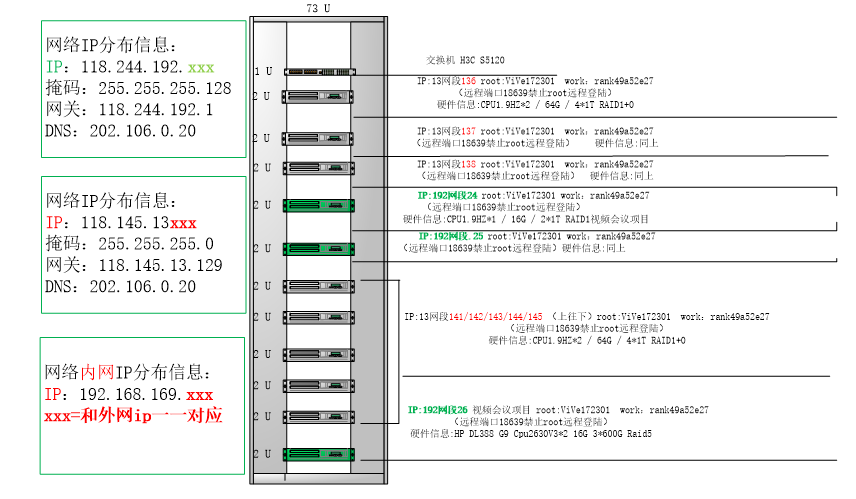 73 U
网络IP分布信息：
IP：118.244.192.xxx
掩码：255.255.255.128
网关：118.244.192.1
DNS：202.106.0.20
网络IP分布信息：
IP：118.145.13xxx
掩码：255.255.255.0
网关：118.145.13.129
DNS：202.106.0.20
网络内网IP分布信息：
IP：192.168.169.xxx
xxx=和外网ip一一对应
1 U
2 U
2 U
2 U
2 U
2 U
2 U
2 U
2 U
2 U
2 U
2 U
交换机 H3C S5120
IP:13网段136 root:ViVe172301 work：rank49a52e27
（远程端口18639禁止root远程登陆）
硬件信息:CPU1.9HZ*2 / 64G / 4*1T RAID1+0
IP:13网段137 root:ViVe172301 work：rank49a52e27
（远程端口18639禁止root远程登陆） 硬件信息:同上
IP:13网段138 root:ViVe172301 work：rank49a52e27
（远程端口18639禁止root远程登陆） 硬件信息:同上
IP:192网段24 root:ViVe172301 work：rank49a52e27
（远程端口18639禁止root远程登陆）
硬件信息:CPU1.9HZ*1 / 16G / 2*1T RAID1视频会议项目
IP:192网段.25 root:ViVe172301 work：rank49a52e27
（远程端口18639禁止root远程登陆）硬件信息:同上
IP:13网段141/142/143/144/145 （上往下）root:ViVe172301 work：rank49a52e27
（远程端口18639禁止root远程登陆）
硬件信息:CPU1.9HZ*2 / 64G / 4*1T RAID1+0
IP:192网段26 视频会议项目 root:ViVe172301 work：rank49a52e27
（远程端口18639禁止root远程登陆）
硬件信息:HP DL388 G9 Cpu2630V3*2 16G 3*600G Raid5